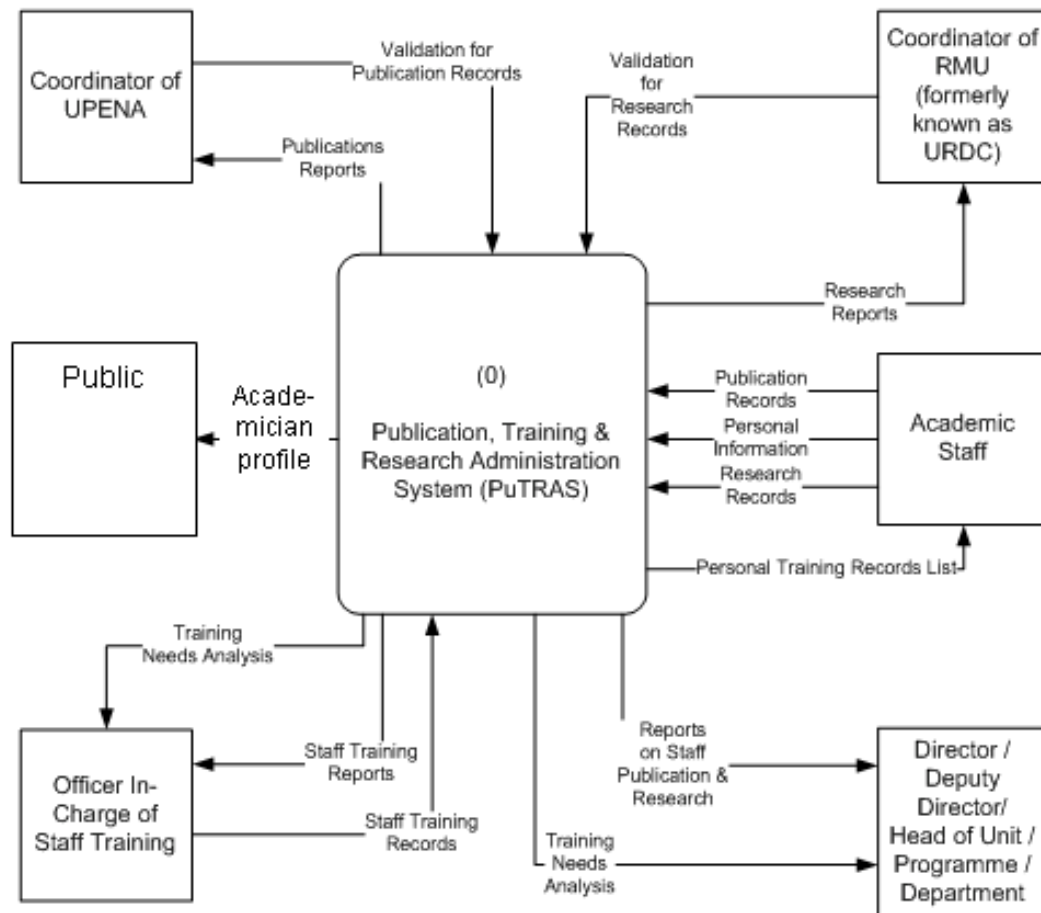 Coordinator of
UPENA
Validation for
Publication Records
Publications
Reports
Validation
for
Research
Records
Coordinator of
RMU
(formerly
known as
URDC)
Research
Reports
Public
Acade-
mician
profile
(0)
Publication, Training &
Research Administration
System (PuTRAS)
Publication
Records
Personal
Information
Research
Records
Academic
Staff
Personal Training Records List
Training
Needs Analysis
Officer In-
Charge of
Staff Training
Staff Training
Reports
Staff Training
Records
Reports
on Staff
Publication &
Research
Training
Needs
Analysis
Director /
Deputy
Director/
Head of Unit /
Programme /
Department